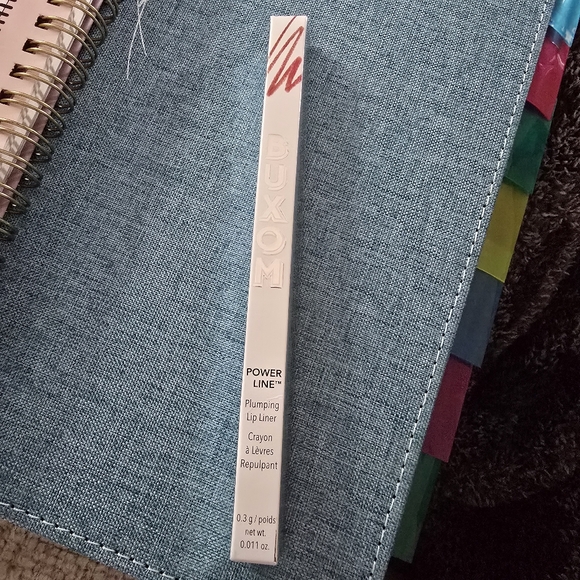 BUXOM
POWER
LINE™
Plumping
Lip Liner
Crayon
à Lèvres
Repulpant
0.3 g / poids
net wt.
0.011 oz.